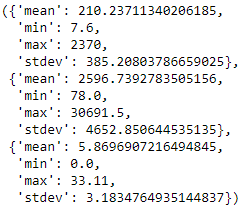 ({'mean': 210.23711340206185,
'min': 7.6,
'max': 2370,
'stdev': 385.20803786659025},
{'mean': 2596.7392783505156,
'min': 78.0,
'max': 30691.5,
'stdev': 4652.850644535135},
{'mean': 5.8696907216494845,
'min': 0.0,
'max': 33.11,
'stdev': 3.1834764935144837})